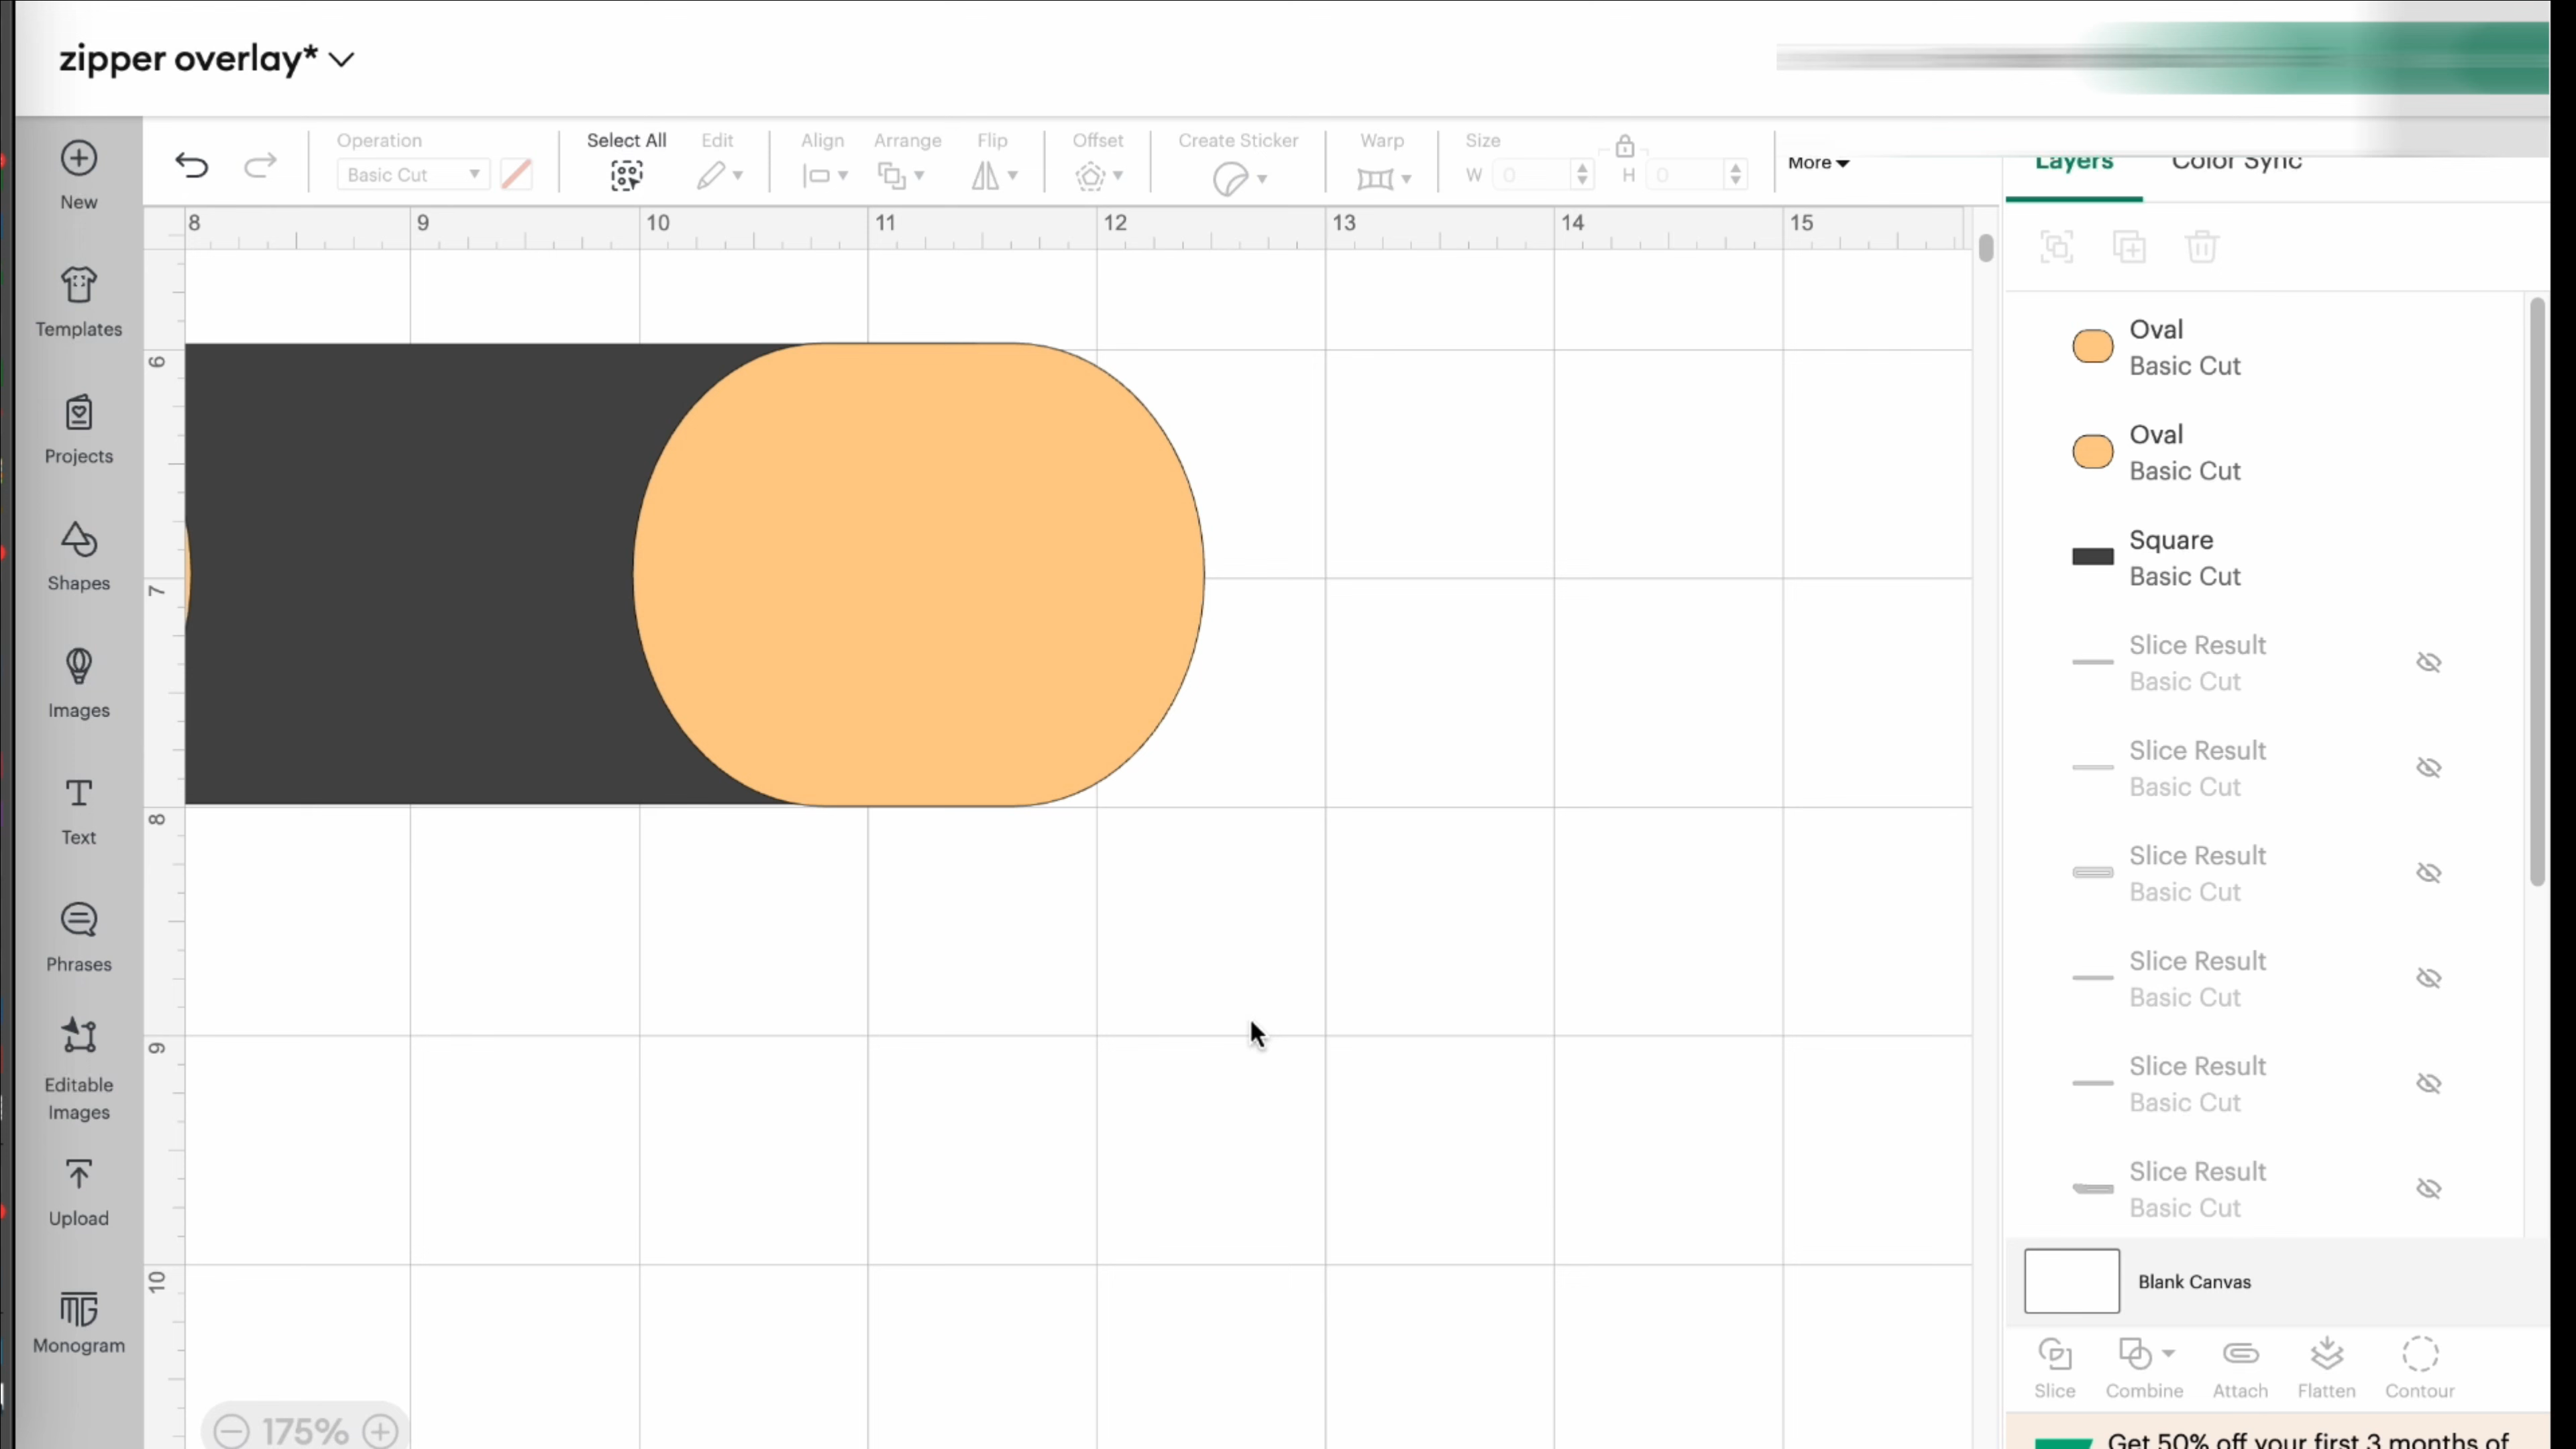 zipper overlay*
Operation
Basic Cut
Select All
Edit
Align
Arrange
Flip
Offset
Create Sticker
Warp
Size
W 0
H 0
More
Layers
Color Sync
New
Templates
Projects
Shapes
Images
Text
Phrases
Editable
Images
Upload
Monogram
8 9 10 11 12 13 14 15
6
7
8
9
10
175%
Oval
Basic Cut
Oval
Basic Cut
Square
Basic Cut
Slice Result
Basic Cut
Slice Result
Basic Cut
Slice Result
Basic Cut
Slice Result
Basic Cut
Slice Result
Basic Cut
Slice Result
Basic Cut
Blank Canvas
Slice
Combine
Attach
Flatten
Contour
Get 50% off your first 3 months of